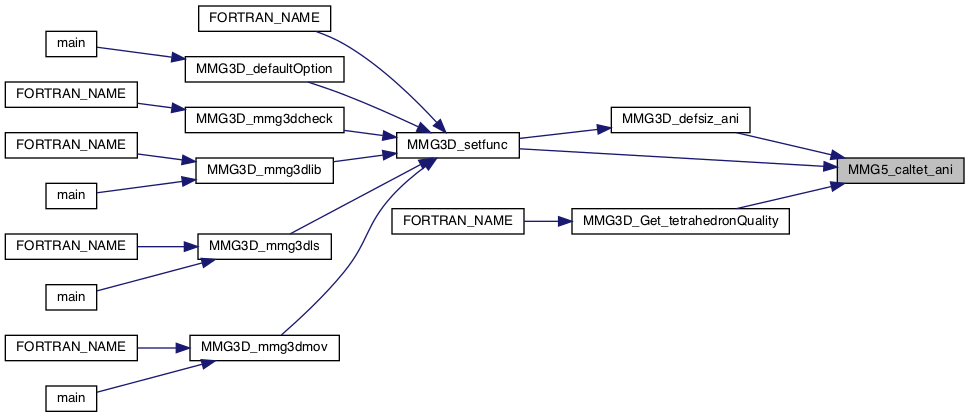 FORTRAN_NAME
main
MMG3D_defaultOption
FORTRAN_NAME
MMG3D_mmg3dcheck
MMG3D_defsiz_ani
FORTRAN_NAME
MMG3D_setfunc
MMG3D_mmg3dlib
MMG5_caltet_ani
main
FORTRAN_NAME
MMG3D_Get_tetrahedronQuality
FORTRAN_NAME
MMG3D_mmg3dls
main
FORTRAN_NAME
MMG3D_mmg3dmov
main